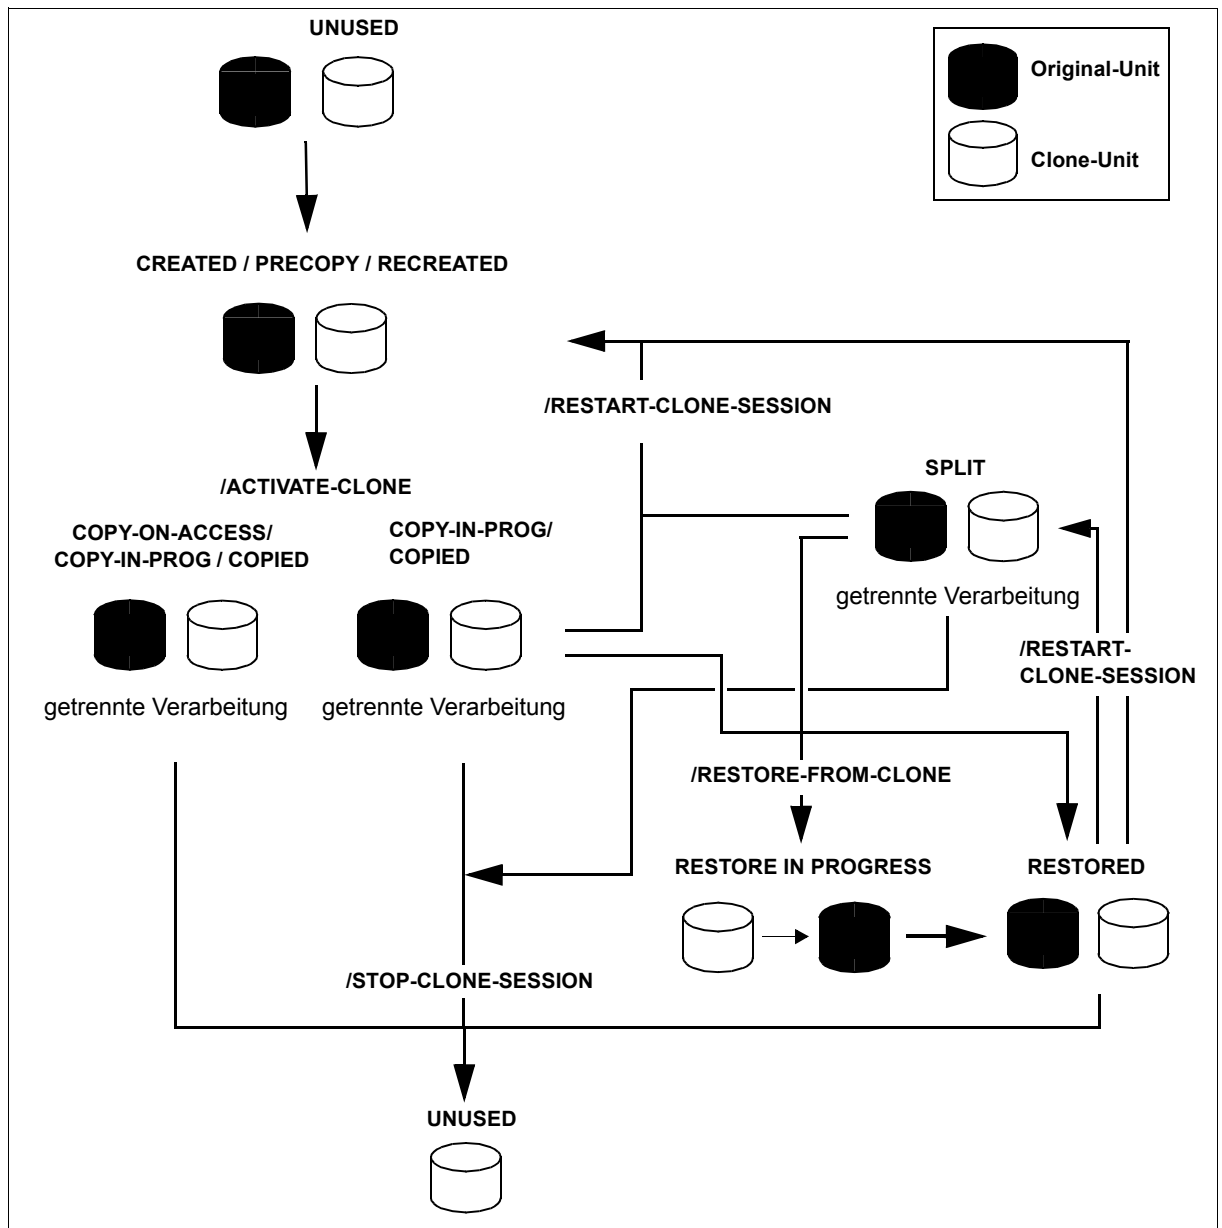 UNUSED
Original-Unit
Clone-Unit
CREATED / PRECOPY / RECREATED
/RESTART-CLONE-SESSION
SPLIT
/ACTIVATE-CLONE
COPY-ON-ACCESS/
COPY-IN-PROG / COPIED
COPY-IN-PROG/
COPIED
getrennte Verarbeitung
/RESTART-
CLONE-SESSION
getrennte Verarbeitung
getrennte Verarbeitung
/RESTORE-FROM-CLONE
RESTORE IN PROGRESS
RESTORED
/STOP-CLONE-SESSION
UNUSED